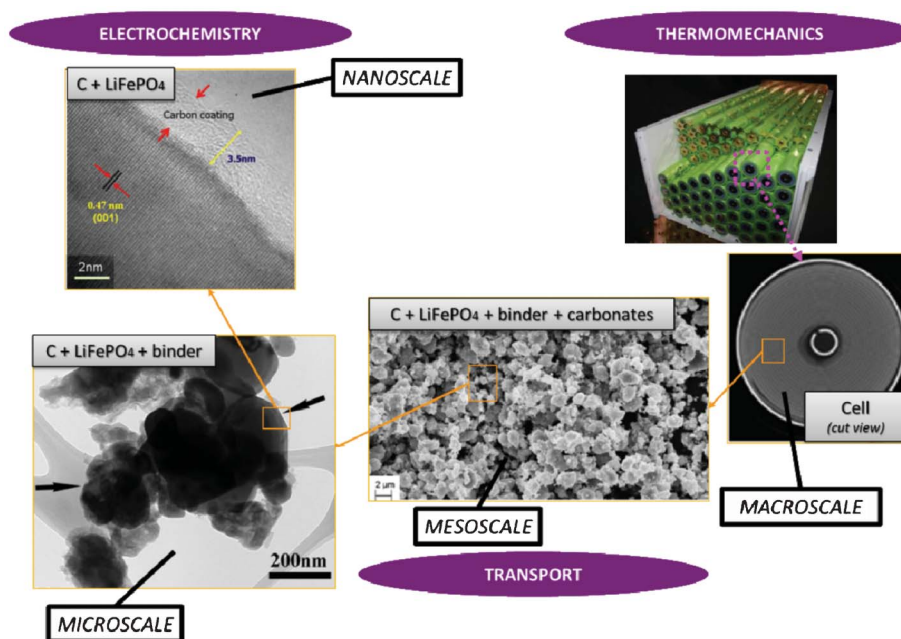 ELECTROCHEMISTRY
THERMOMECHANICS
C + LiFePO4
NANOSCALE
Carbon coating
3.5nm
0.47 nm
(001)
2nm
C + LiFePO4 + binder
C + LiFePO4 + binder + carbonates
Cell
(cut view)
2 µm
MESOSCALE
MACROSCALE
200nm
TRANSPORT
MICROSCALE